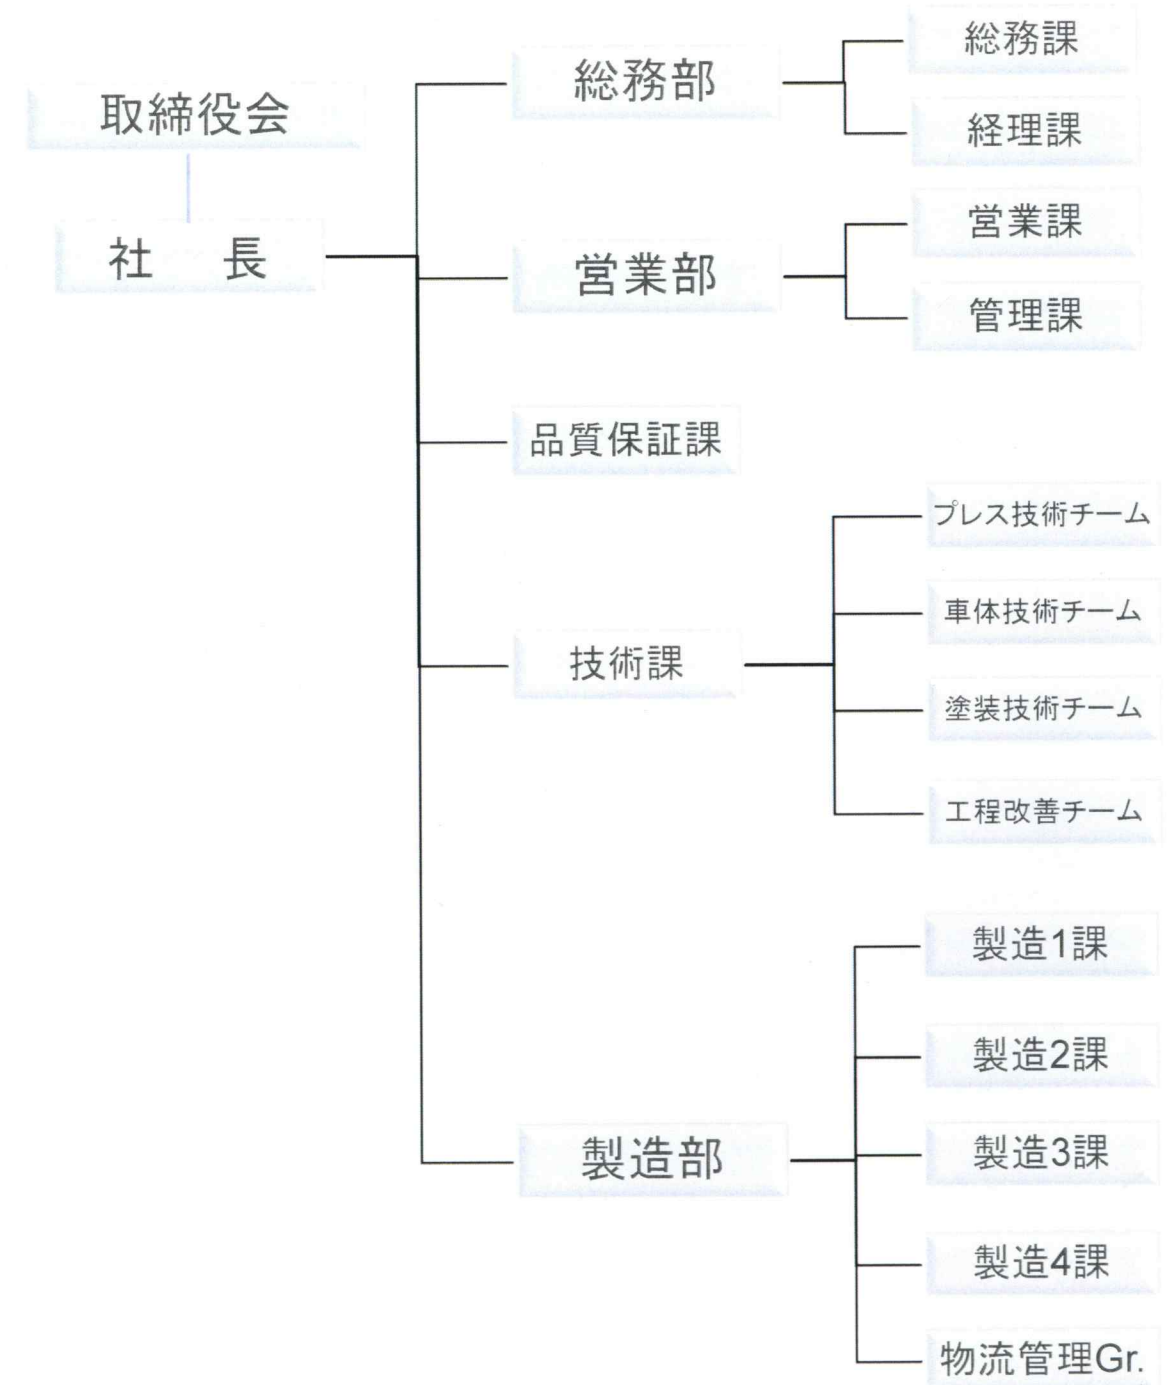 取締役会
社 長
総務部
総務課
経理課
営業部
営業課
管理課
品質保証課
技術課
プレス技術チーム
車体技術チーム
塗装技術チーム
工程改善チーム
製造部
製造1課
製造2課
製造3課
製造4課
物流管理Gr.